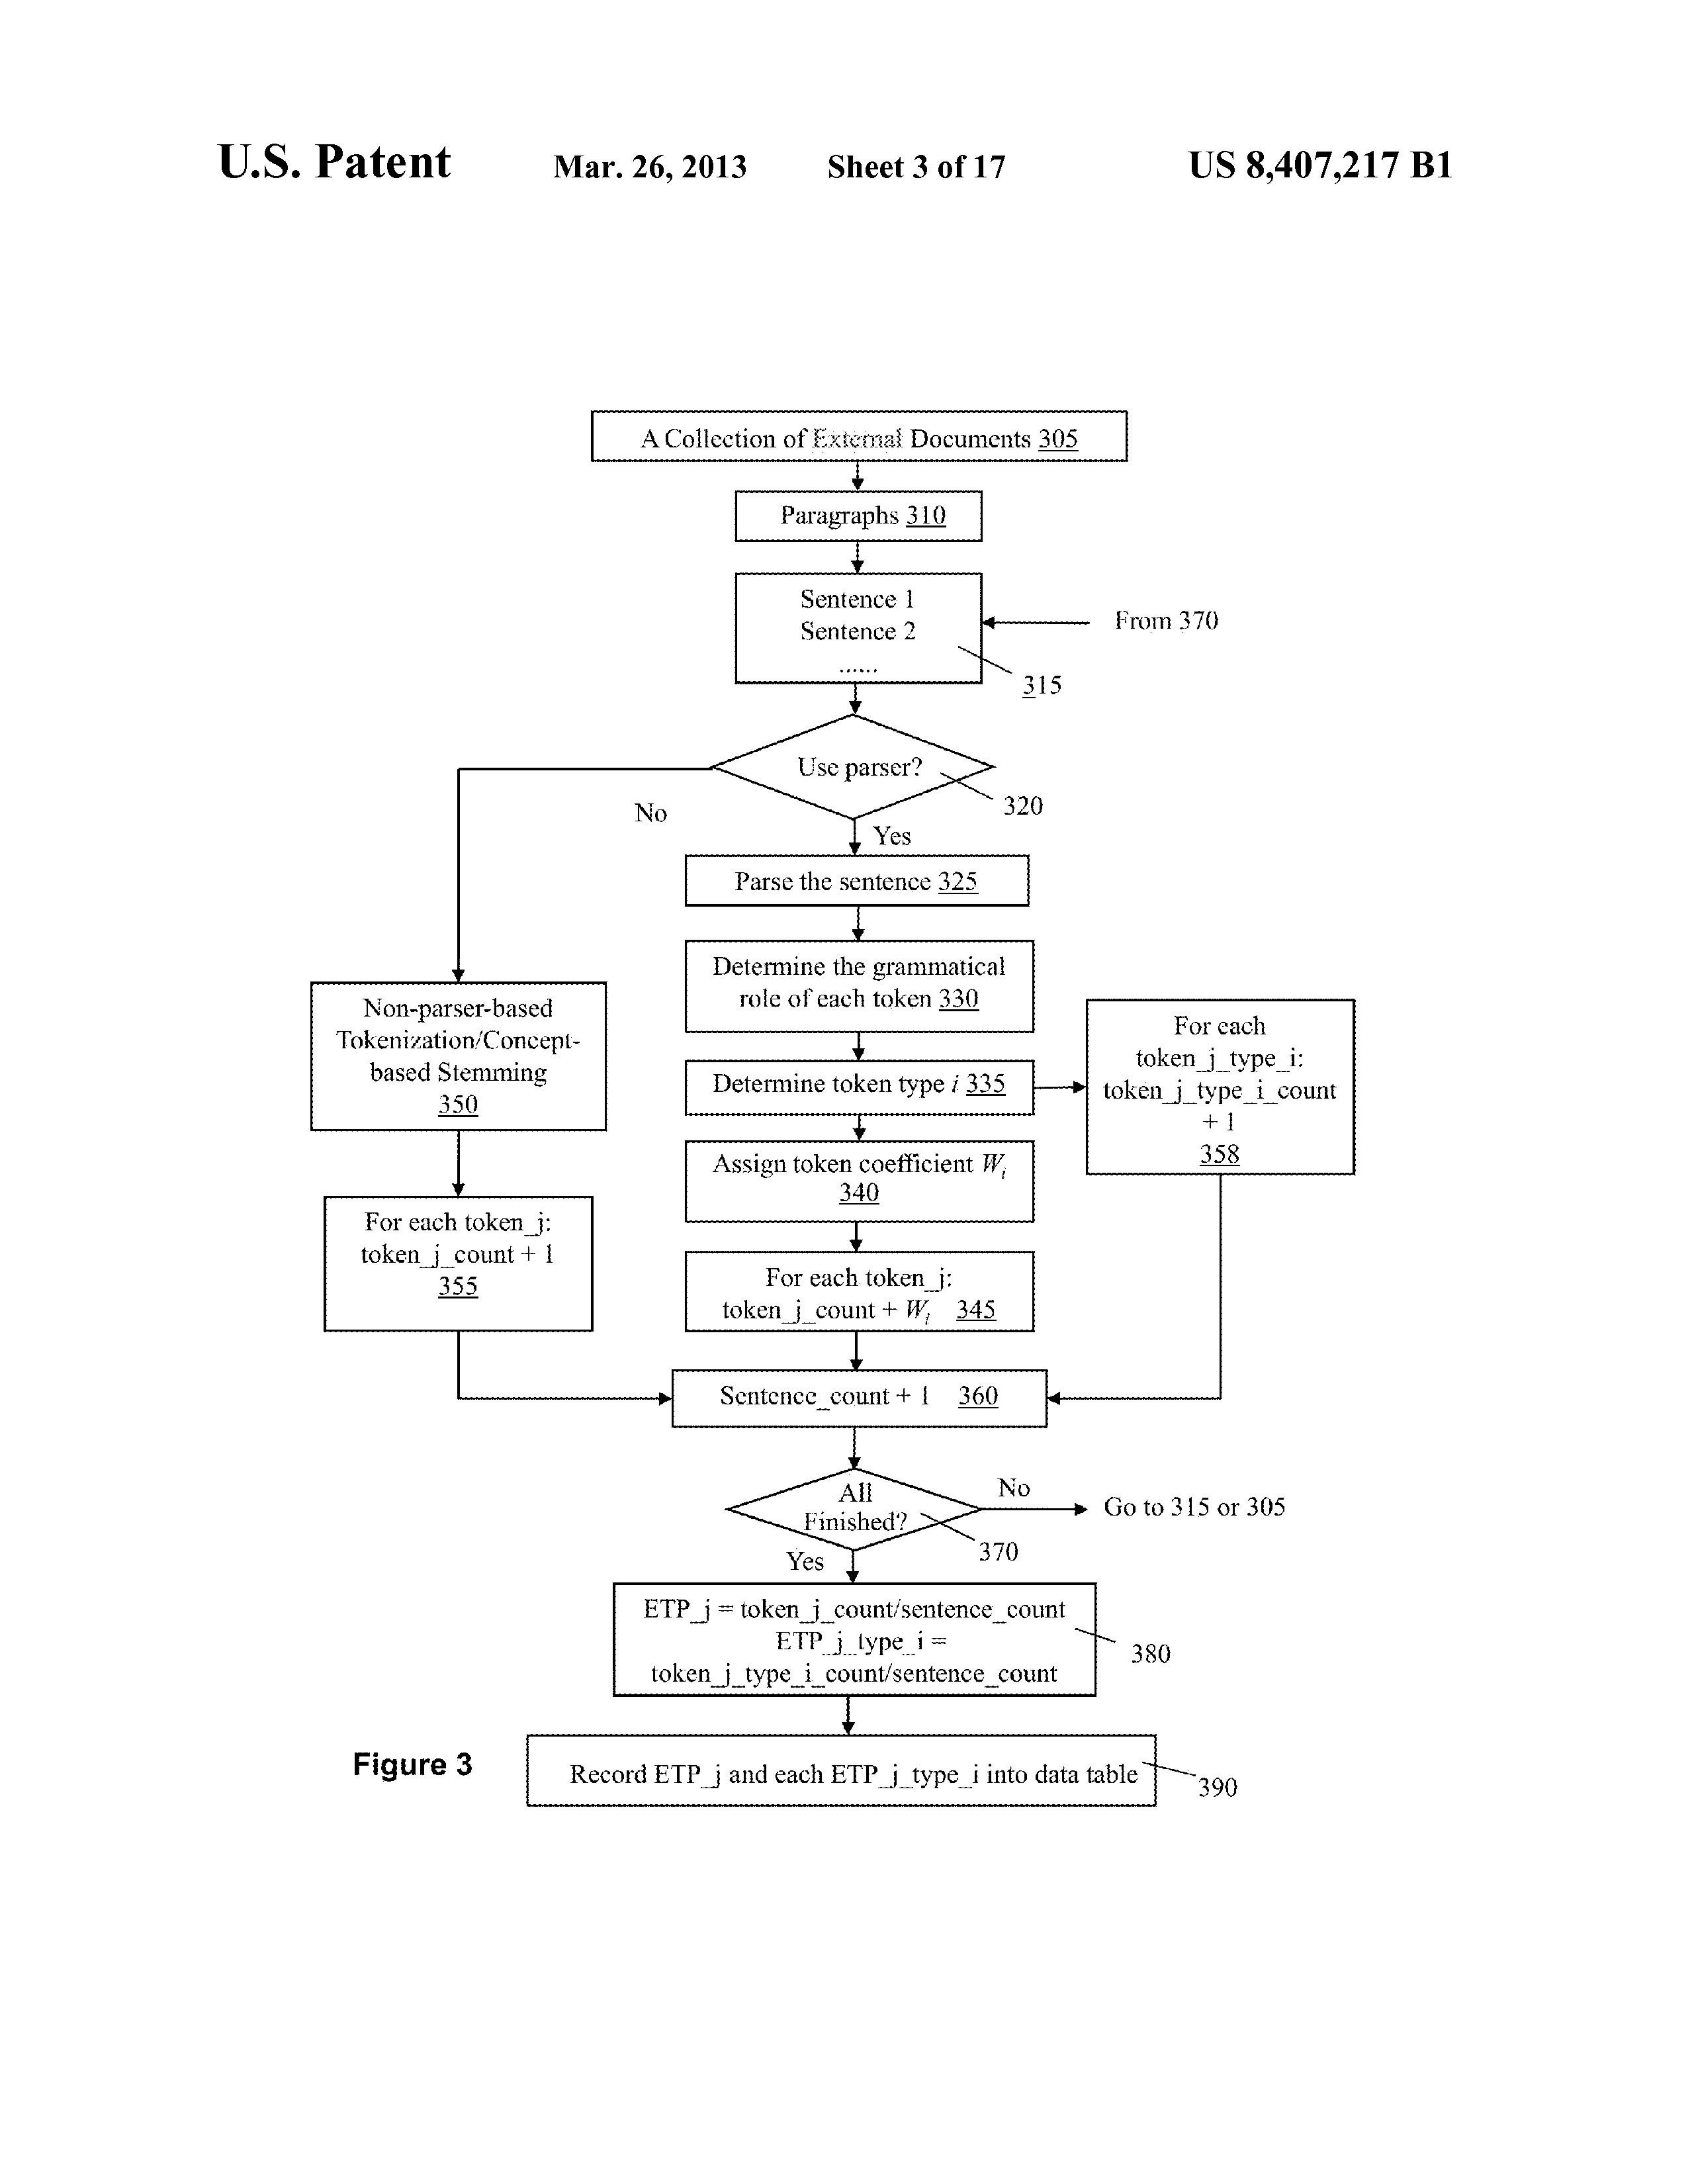 U.S. Patent Mar. 26, 2013 Sheet 3 of 17 US 8,407,217 B1
A Collection of External Documents 305
Paragraphs 310
Sentence 1
Sentence 2
......
From 370
315
Use parser?
320
No
Yes
Parse the sentence 325
Determine the grammatical
role of each token 330
Non-parser-based
Tokenization/Concept-
based Stemming
350
Determine token type i 335
For each
token_j_type_i:
token_j_type_i_count
+ 1
358
Assign token coefficient Wi
340
For each token_j:
token_j_count + 1
355
For each token_j:
token_j_count + Wi 345
Sentence_count + 1 360
All
Finished?
370
No
Go to 315 or 305
Yes
ETP_j = token_j_count/sentence_count
ETP_j_type_i =
token_j_type_i_count/sentence_count
380
Figure 3
Record ETP_j and each ETP_j_type_i into data table
390